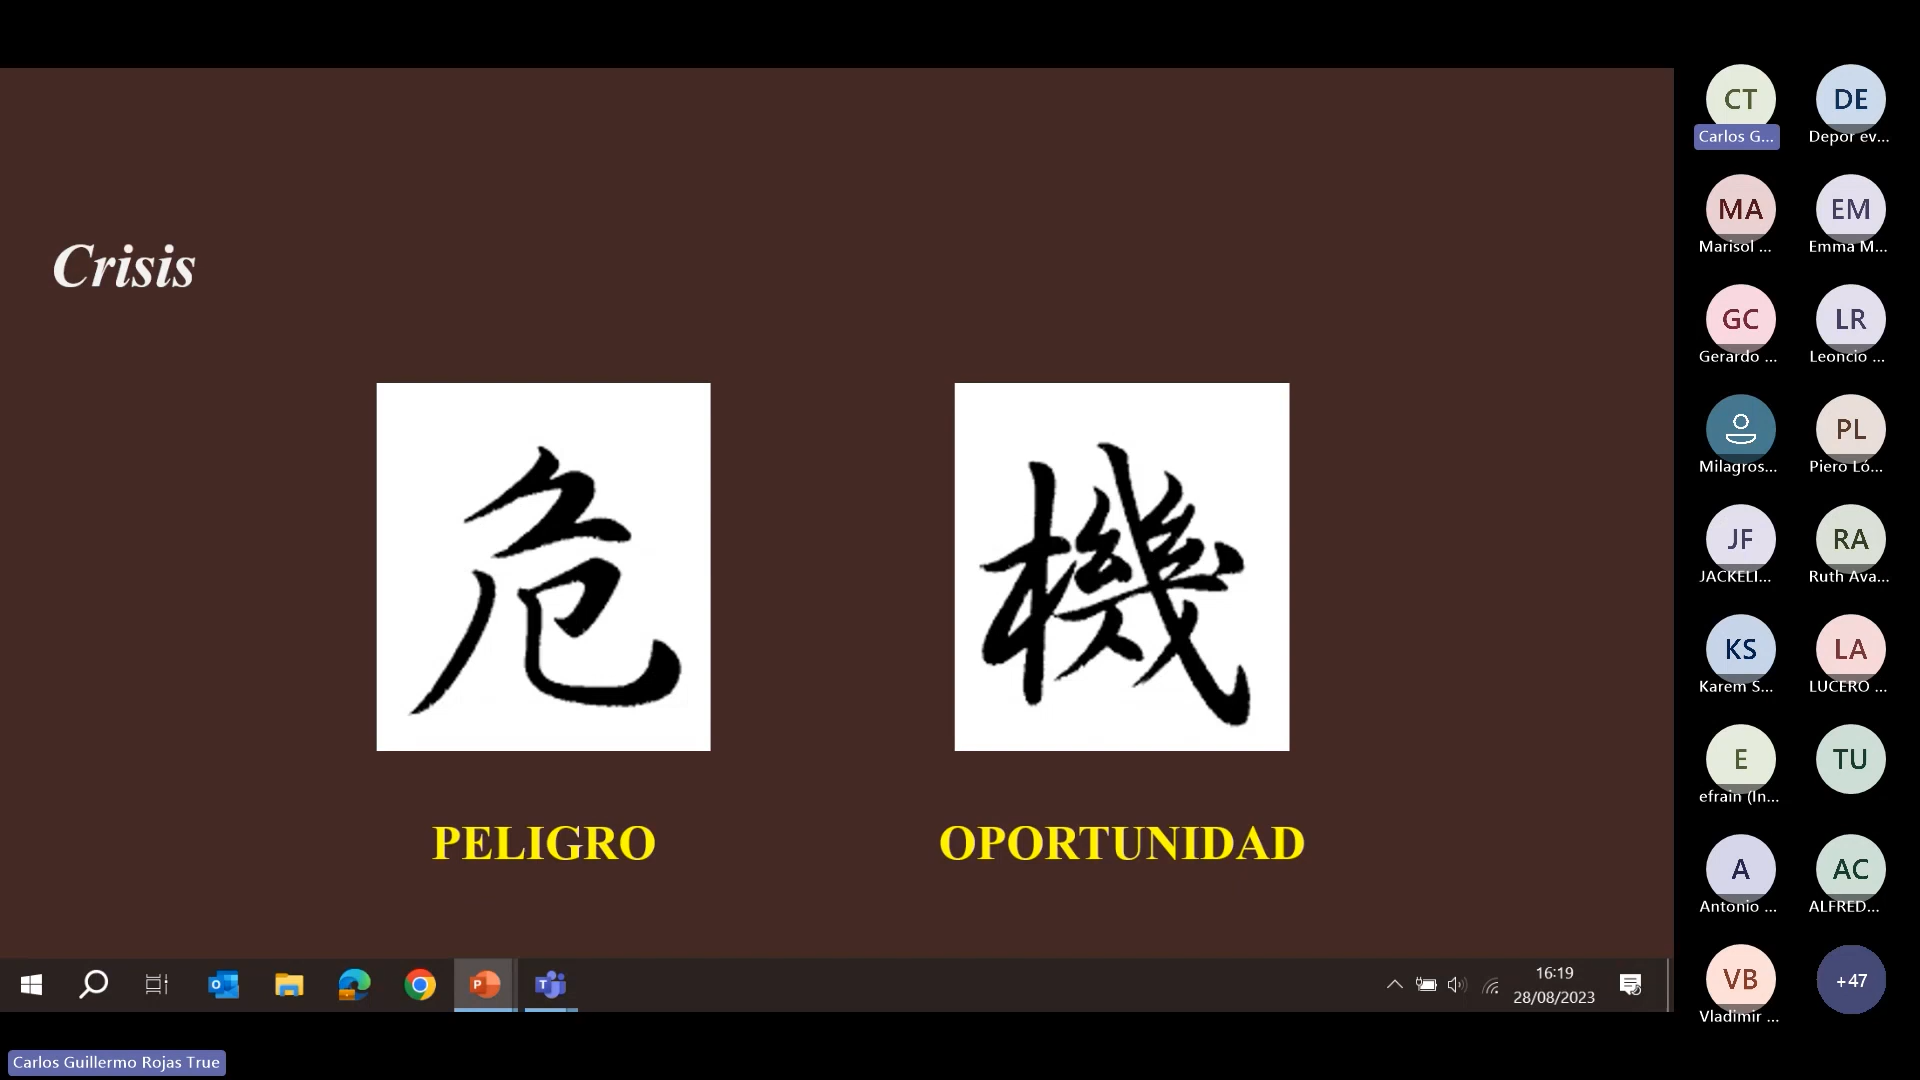 Crisis
危
機
PELIGRO
OPORTUNIDAD
CT
Carlos G...
DE
Depor ev...
MA
Marisol ...
EM
Emma M...
GC
Gerardo ...
LR
Leoncio ...
Milagros...
PL
Piero Ló...
JF
JACKELI...
RA
Ruth Ava...
KS
Karem S...
LA
LUCERO ...
E
efrain (In...
TU
A
Antonio ...
AC
ALFRED...
VB
Vladimir ...
+47
16:19
28/08/2023
Carlos Guillermo Rojas True